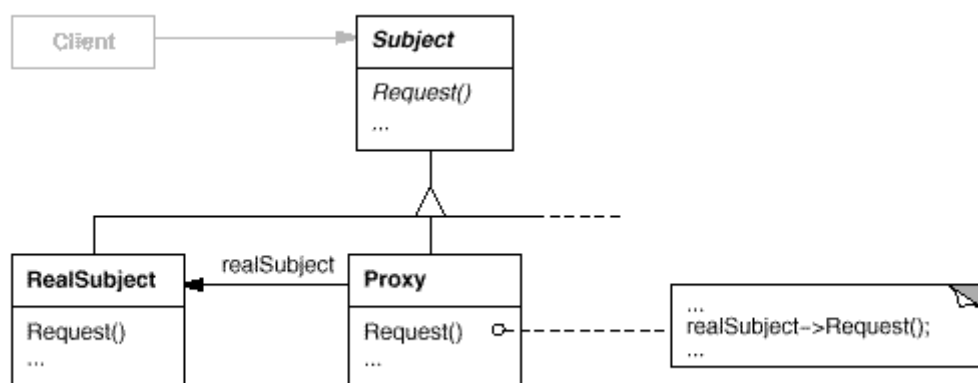 Client
Subject
Request()
...
RealSubject
Request()
...
realSubject
Proxy
Request()
...
...
realSubject->Request();
...